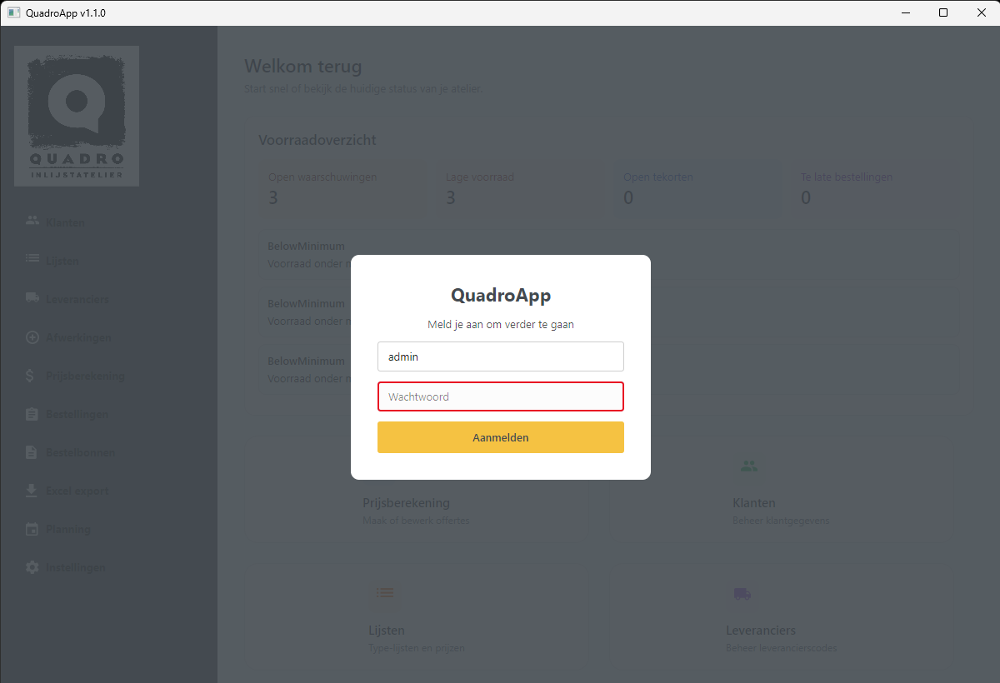 QuadroApp v1.1.0
QUADRO
INLIJSTATELIER
Klanten
Lijsten
Leveranciers
Afwerkingen
Prijsberekening
Bestellingen
Bestelbonnen
Excel export
Planning
Instellingen
Welkom terug
Start snel of bekijk de huidige status van je atelier.
Voorraadoverzicht
Open waarschuwingen
3
Lage voorraad
3
Open tekorten
0
Te late bestellingen
0
BelowMinimum
Voorraad onder
BelowMinimum
Voorraad onder
BelowMinimum
Voorraad onder
QuadroApp
Meld je aan om verder te gaan
admin
Wachtwoord
Aanmelden
Prijsberekening
Maak of bewerk offertes
Klanten
Beheer klantgegevens
Lijsten
Type-lijsten en prijzen
Leveranciers
Beheer leverancierscodes